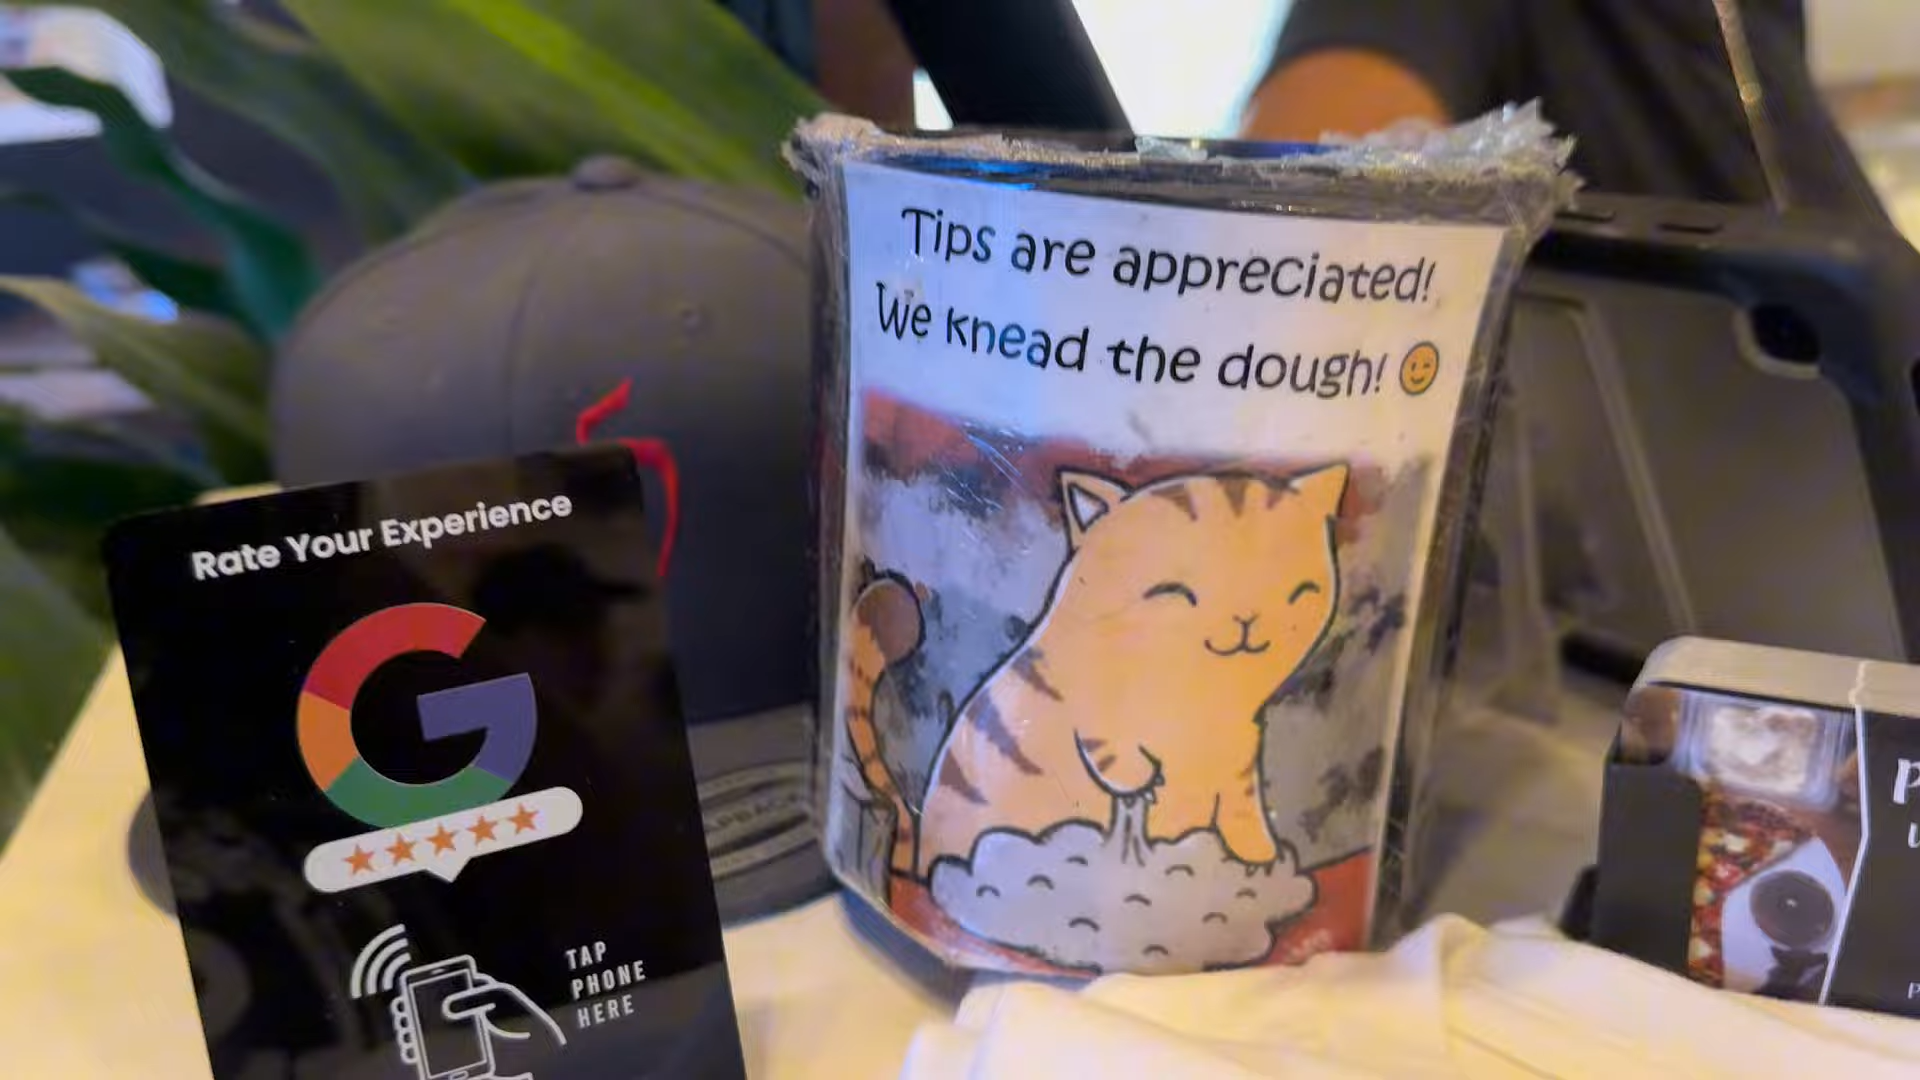 Tips are appreciated!
We knead the dough!
Rate Your Experience
TAP
PHONE
HERE